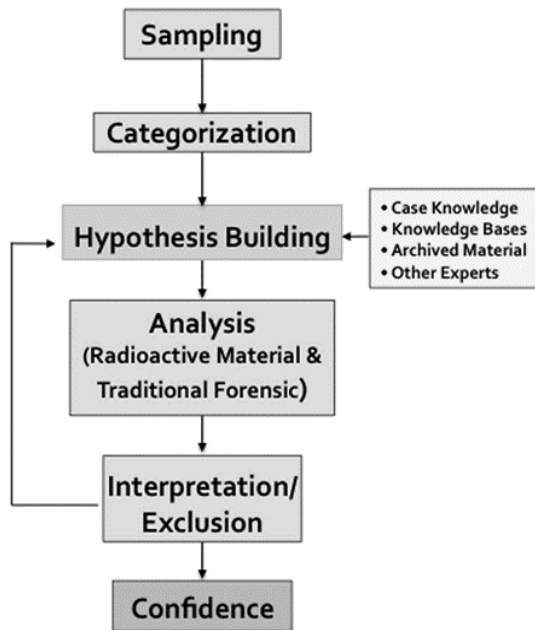 Sampling
Categorization
Hypothesis Building
• Case Knowledge
• Knowledge Bases
• Archived Material
• Other Experts
Analysis
(Radioactive Material &
Traditional Forensic)
Interpretation/
Exclusion
Confidence